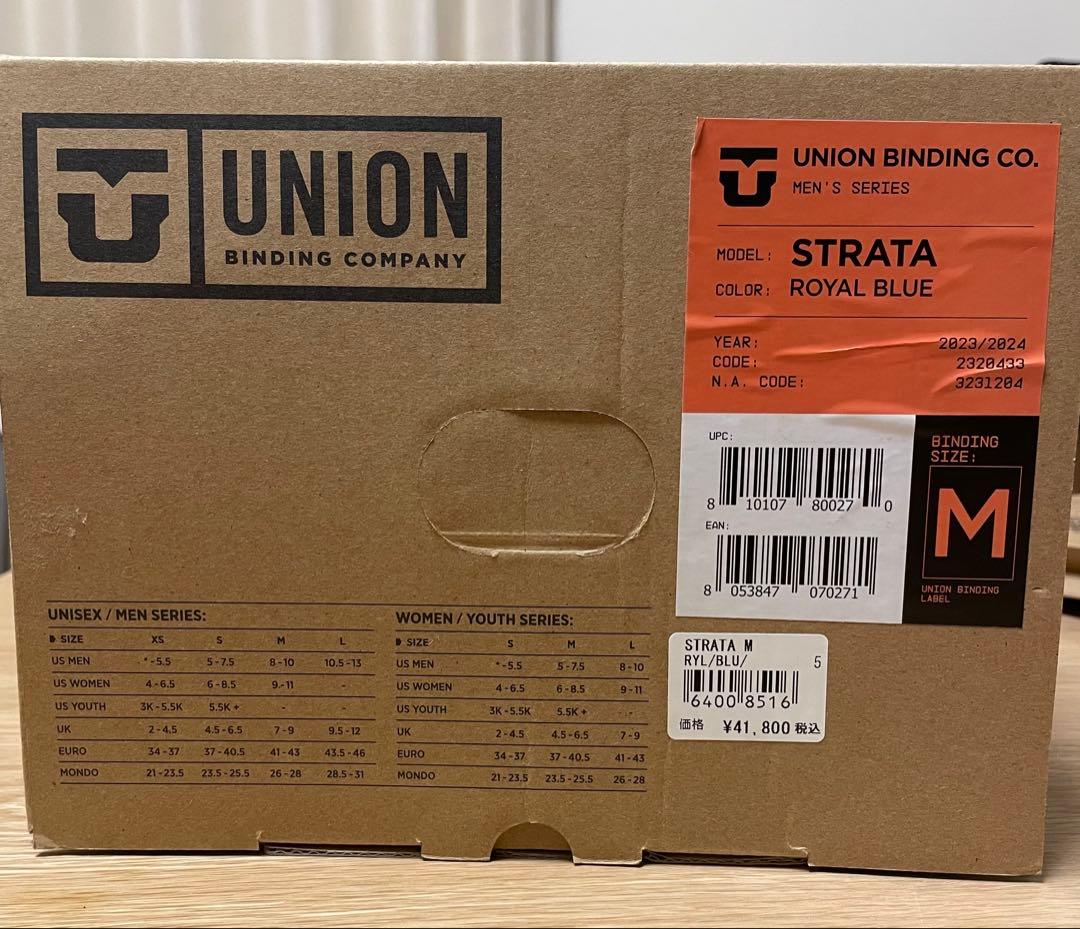 UNION
BINDING COMPANY
UNION BINDING CO.
MEN'S SERIES
MODEL: STRATA
COLOR: ROYAL BLUE
YEAR: 2023/2024
CODE: 2320433
N.A. CODE: 3231204
UPC:
8 10107 80027 0
EAN:
8 053847 070271
BINDING
SIZE:
M
UNION BINDING
LABEL
STRATA M
RYL/BLU/ 5
64008516
価格 ¥41,800税込
UNISEX / MEN SERIES:
SIZE XS S M L
US MEN *-5.5 5-7.5 8-10 10.5-13
US WOMEN 4-6.5 6-8.5 9-11 -
US YOUTH 3K-5.5K 5.5K+ - -
UK 2-4.5 4.5-6.5 7-9 9.5-12
EURO 34-37 37-40.5 41-43 43.5-46
MONDO 21-23.5 23.5-25.5 26-28 28.5-31
WOMEN / YOUTH SERIES:
SIZE S M L
US MEN *-5.5 5-7.5 8-10
US WOMEN 4-6.5 6-8.5 9-11
US YOUTH 3K-5.5K 5.5K+ -
UK 2-4.5 4.5-6.5 7-9
EURO 34-37 37-40.5 41-43
MONDO 21-23.5 23.5-25.5 26-28